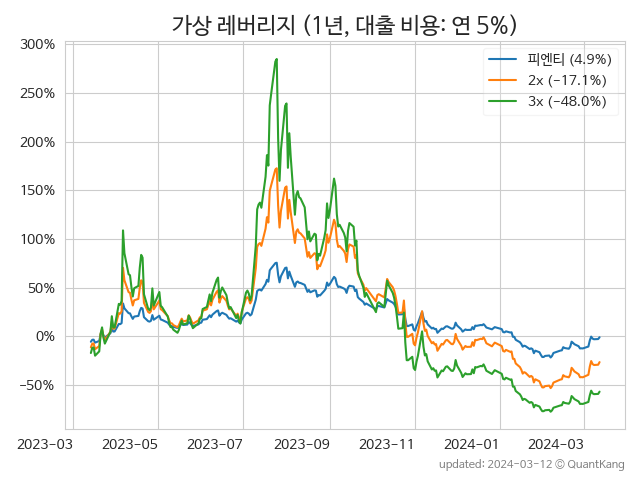 가상 레버리지 (1년, 대출 비용: 연 5%)
300%
250%
200%
150%
100%
50%
0%
−50%
피엔티 (4.9%)
2x (−17.1%)
3x (−48.0%)
2023-03 2023-05 2023-07 2023-09 2023-11 2024-01 2024-03
updated: 2024-03-12 © QuantKang